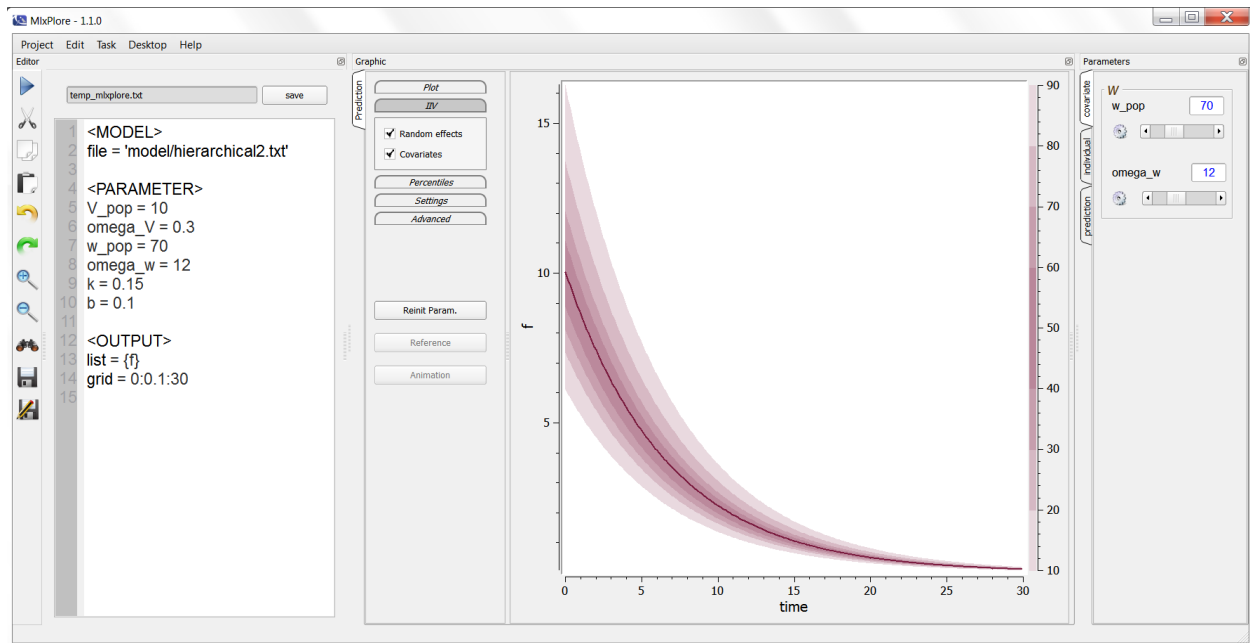 MlxPlore - 1.1.0
Project Edit Task Desktop Help
Editor
temp_mlxplore.txt
save
1 <MODEL>
2 file = 'model/hierarchical2.txt'
3
4 <PARAMETER>
5 V_pop = 10
6 omega_V = 0.3
7 w_pop = 70
8 omega_w = 12
9 k = 0.15
10 b = 0.1
11
12 <OUTPUT>
13 list = {f}
14 grid = 0:0.1:30
15
Graphic
Prediction
Plot
IIV
Random effects
Covariates
Percentiles
Settings
Advanced
Reinit Param.
Reference
Animation
f
15
10
5
0 5 10 15 20 25 30
time
90
80
70
60
50
40
30
20
10
Parameters
covariate
individual
prediction
W
w_pop 70
omega_w 12